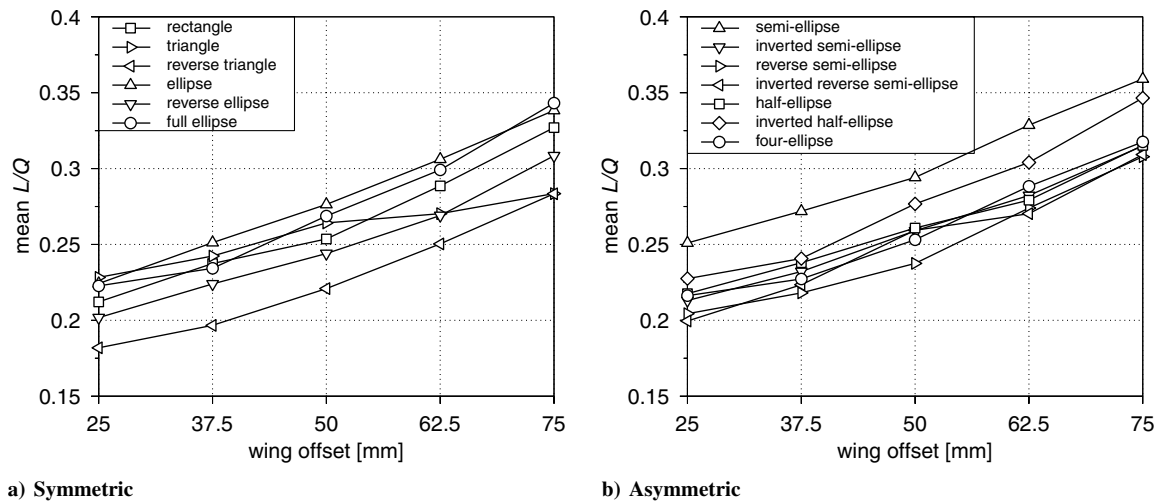 0.4
0.35
0.3
0.25
0.2
0.15
mean L/Q
rectangle
triangle
reverse triangle
ellipse
reverse ellipse
full ellipse
25 37.5 50 62.5 75
wing offset [mm]
a) Symmetric
0.4
0.35
0.3
0.25
0.2
0.15
mean L/Q
semi-ellipse
inverted semi-ellipse
reverse semi-ellipse
inverted reverse semi-ellipse
half-ellipse
inverted half-ellipse
four-ellipse
25 37.5 50 62.5 75
wing offset [mm]
b) Asymmetric